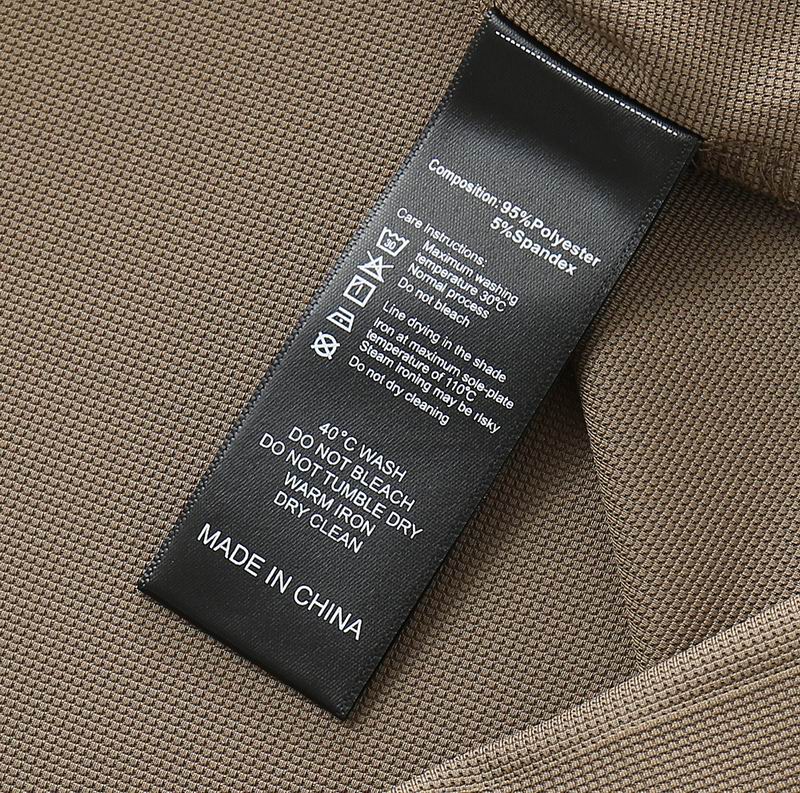 Composition:95%Polyester
5%Spandex
Care instructions:
30
Maximum washing
temperature 30°C
Normal process
Do not bleach
Line drying in the shade
Iron at maximum sole-plate
temperature of 110°C
Steam Ironing may be risky
Do not dry cleaning
40°C WASH
DO NOT BLEACH
DO NOT TUMBLE DRY
WARM IRON
DRY CLEAN
MADE IN CHINA